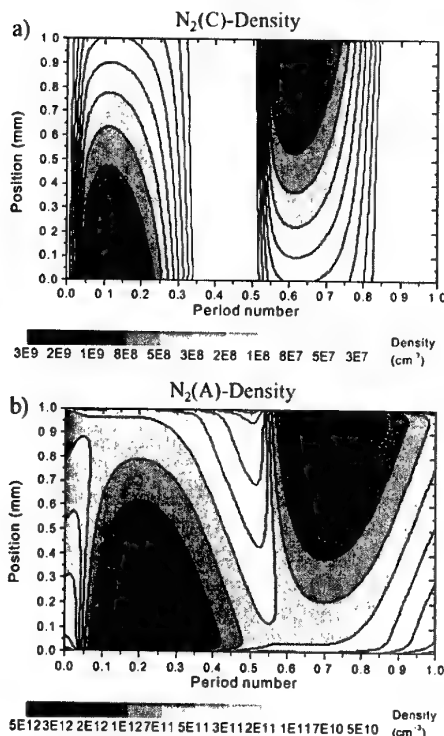 N₂(C)-Density
a)
1.0
0.9
0.8
0.7
0.6
0.5
0.4
0.3
0.2
0.1
0.0
Position (mm)
0.0 0.1 0.2 0.3 0.4 0.5 0.6 0.7 0.8 0.9 1.0
Period number
3E9 2E9 1E9 8E8 5E8 3E8 2E8 1E8 8E7 5E7 3E7
Density
(cm⁻³)
N₂(A)-Density
b)
1.0
0.9
0.8
0.7
0.6
0.5
0.4
0.3
0.2
0.1
0.0
Position (mm)
0.0 0.1 0.2 0.3 0.4 0.5 0.6 0.7 0.8 0.9 1.0
Period number
5E12 3E12 2E12 1E12 7E11 5E11 3E11 2E11 1E11 7E10 5E10
Density
(cm⁻³)